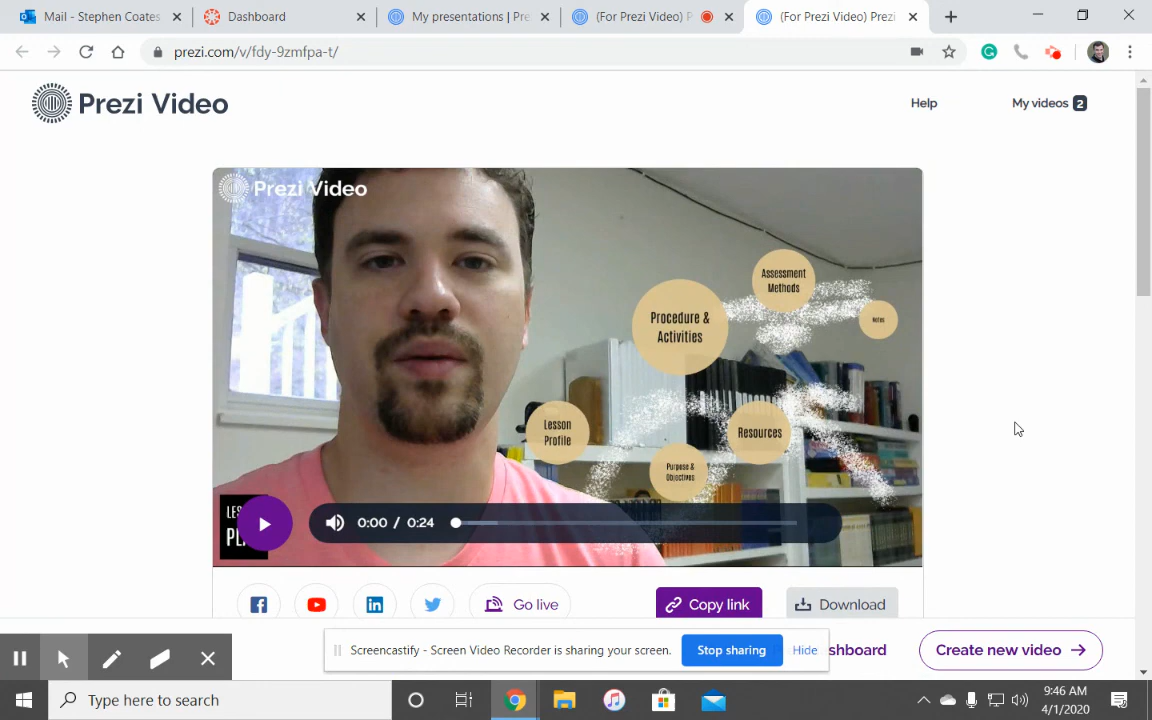 Mail - Stephen Coates
Dashboard
My presentations | Pre
(For Prezi Video) P
(For Prezi Video) Prezi
prezi.com/v/fdy-9zmfpa-t/
Prezi Video
Help
My videos 2
Prezi Video
Assessment
Methods
Procedure &
Activities
Notes
Lesson
Profile
Resources
Purpose &
Objectives
LES
PL
0:00 / 0:24
Go live
Copy link
Download
Screencastify - Screen Video Recorder is sharing your screen.
Stop sharing
Hide
shboard
Create new video
Type here to search
9:46 AM
4/1/2020